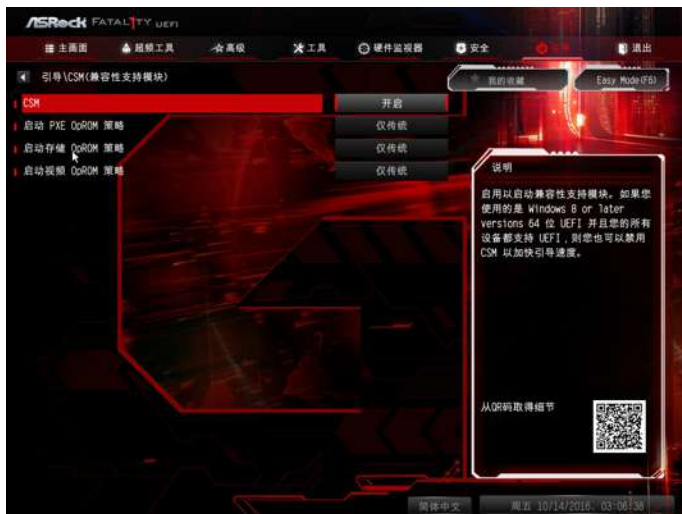 ASRock FATAL1TY UEFI
主画面 超频工具 高级 工具 硬件监视器 安全 退出
引导\CSM(兼容性支持模块)
我的收藏 Easy Mode(F6)
CSM 开启
启动 PXE OpROM 策略 仅传统
启动存储 OpROM 策略 仅传统
启动视频 OpROM 策略 仅传统
说明
启用以启动兼容性支持模块。如果您
使用的是 Windows 8 or later
versions 64 位 UEFI 并且您的所有
设备都支持 UEFI，则您也可以禁用
CSM 以加快引导速度。
从QR码取得细节
简体中文 周五 10/14/2016. 03:06:38